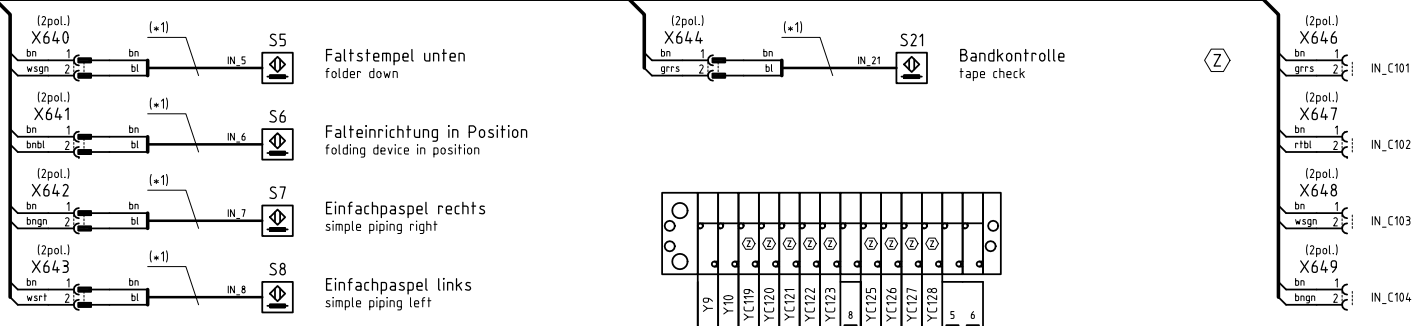 (2pol.)
X640
bn 1 bn
wsgn 2 bl
(*1)
IN_5
S5
Faltstempel unten
folder down
(2pol.)
X641
bn 1 bn
bnbl 2 bl
(*1)
IN_6
S6
Falteinrichtung in Position
folding device in position
(2pol.)
X642
bn 1 bn
bngn 2 bl
(*1)
IN_7
S7
Einfachpaspel rechts
simple piping right
(2pol.)
X643
bn 1 bn
wsrt 2 bl
(*1)
IN_8
S8
Einfachpaspel links
simple piping left
(2pol.)
X644
bn 1 bn
grrs 2 bl
(*1)
IN_21
S21
Bandkontrolle
tape check
Z
Z Z Z Z Z Z Z Z Z
Y9 Y10 YC119 YC120 YC121 YC122 YC123 8 YC125 YC126 YC127 YC128 5 6
(2pol.)
X646
bn 1
grrs 2
IN_C101
(2pol.)
X647
bn 1
rtbl 2
IN_C102
(2pol.)
X648
bn 1
wsgn 2
IN_C103
(2pol.)
X649
bn 1
bngn 2
IN_C104